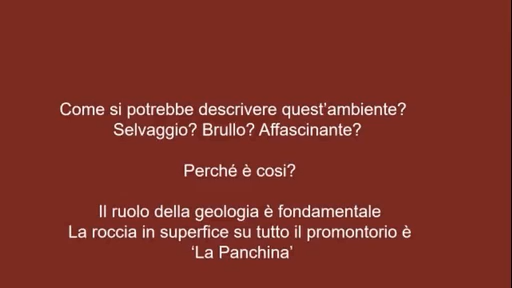 Come si potrebbe descrivere quest'ambiente?
Selvaggio? Brullo? Affascinante?
Perché è cosi?
Il ruolo della geologia è fondamentale
La roccia in superfice su tutto il promontorio è
'La Panchina'